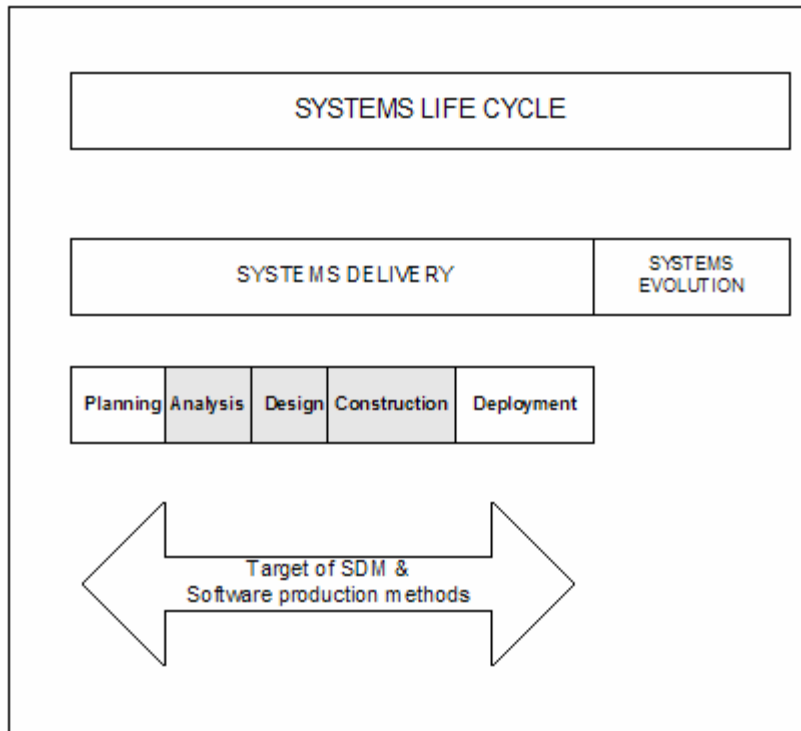 SYSTEMS LIFE CYCLE
SYSTEMS DELIVERY
SYSTEMS
EVOLUTION
Planning Analysis Design Construction Deployment
Target of SDM &
Software production methods